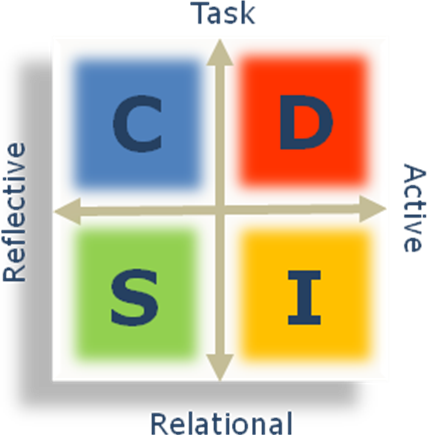 Task
C
D
Reflective
Active
S
I
Relational